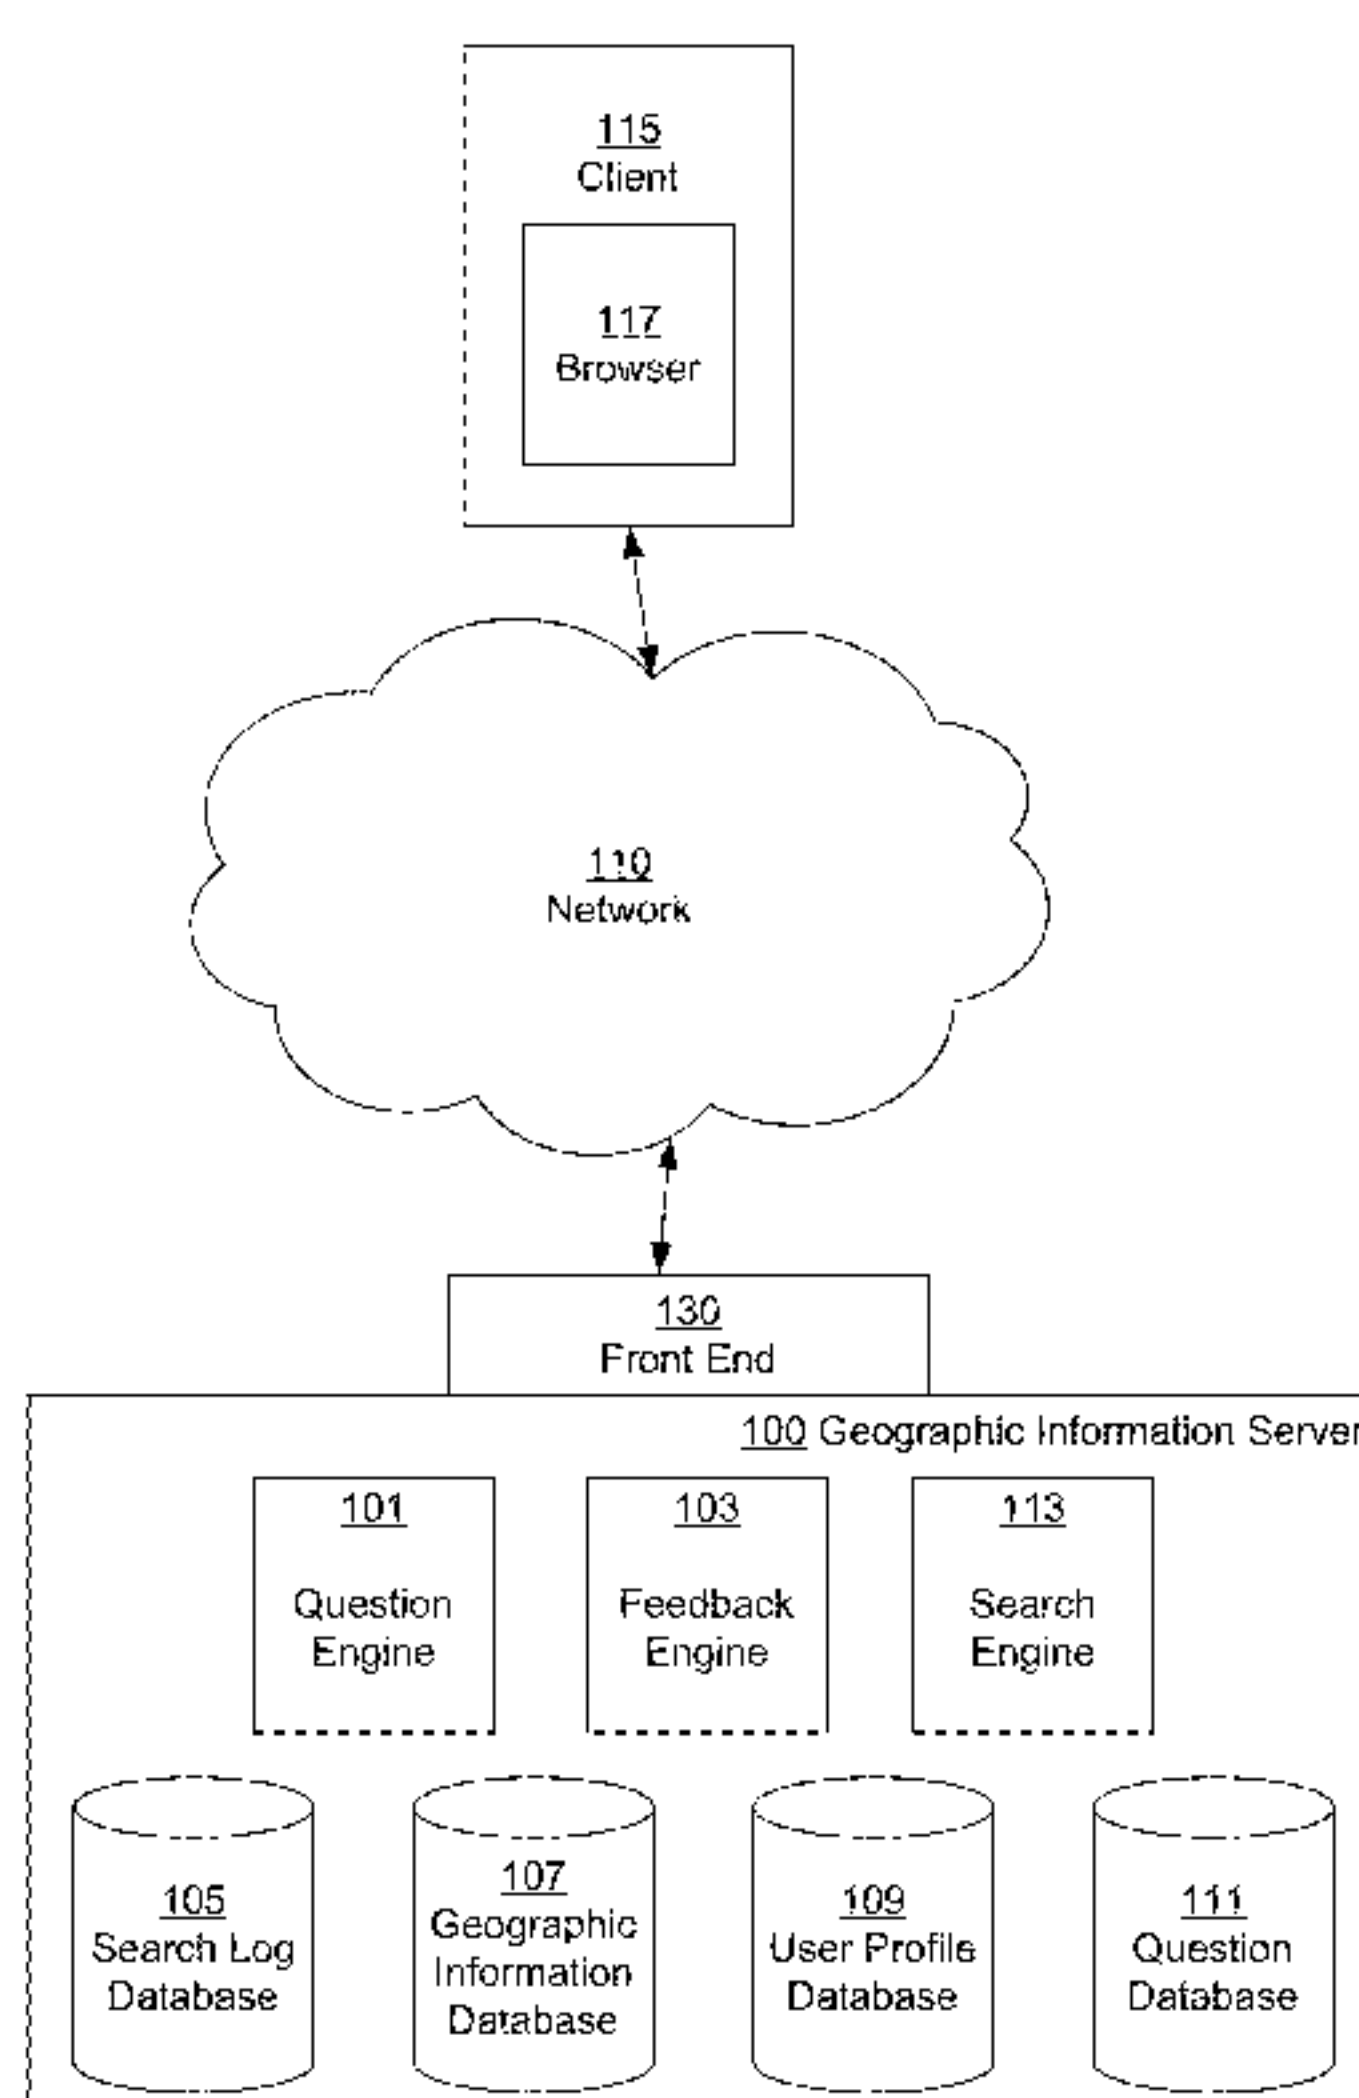 115
Client
117
Browser
110
Network
130
Front End
100 Geographic Information Server
101
Question
Engine
103
Feedback
Engine
113
Search
Engine
105
Search Log
Database
107
Geographic
Information
Database
109
User Profile
Database
111
Question
Database